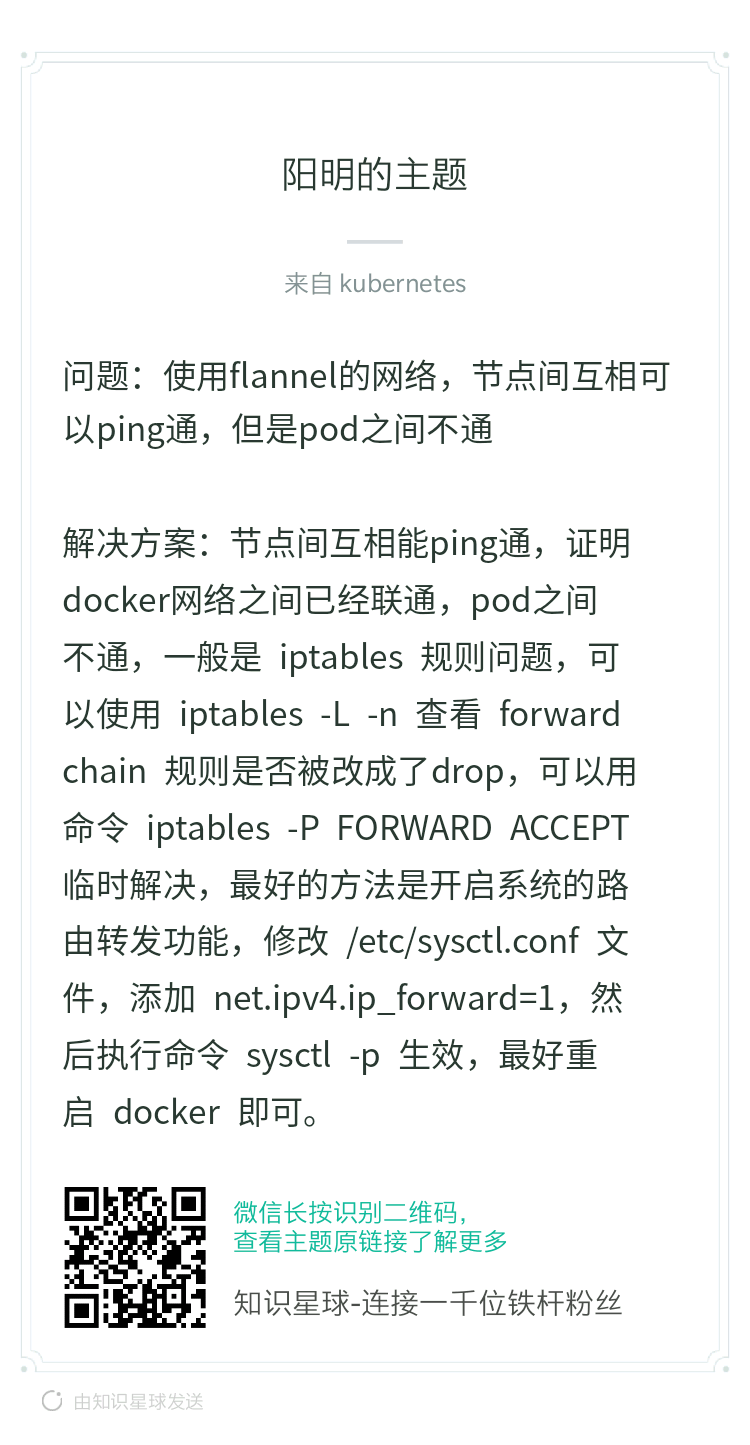 阳明的主题
来自 kubernetes
问题：使用flannel的网络，节点间互相可
以ping通，但是pod之间不通
解决方案：节点间互相能ping通，证明
docker网络之间已经联通，pod之间
不通，一般是 iptables 规则问题，可
以使用 iptables -L -n 查看 forward
chain 规则是否被改成了drop，可以用
命令 iptables -P FORWARD ACCEPT
临时解决，最好的方法是开启系统的路
由转发功能，修改 /etc/sysctl.conf 文
件，添加 net.ipv4.ip_forward=1，然
后执行命令 sysctl -p 生效，最好重
启 docker 即可。
微信长按识别二维码，
查看主题原链接了解更多
知识星球-连接一千位铁杆粉丝
由知识星球发送